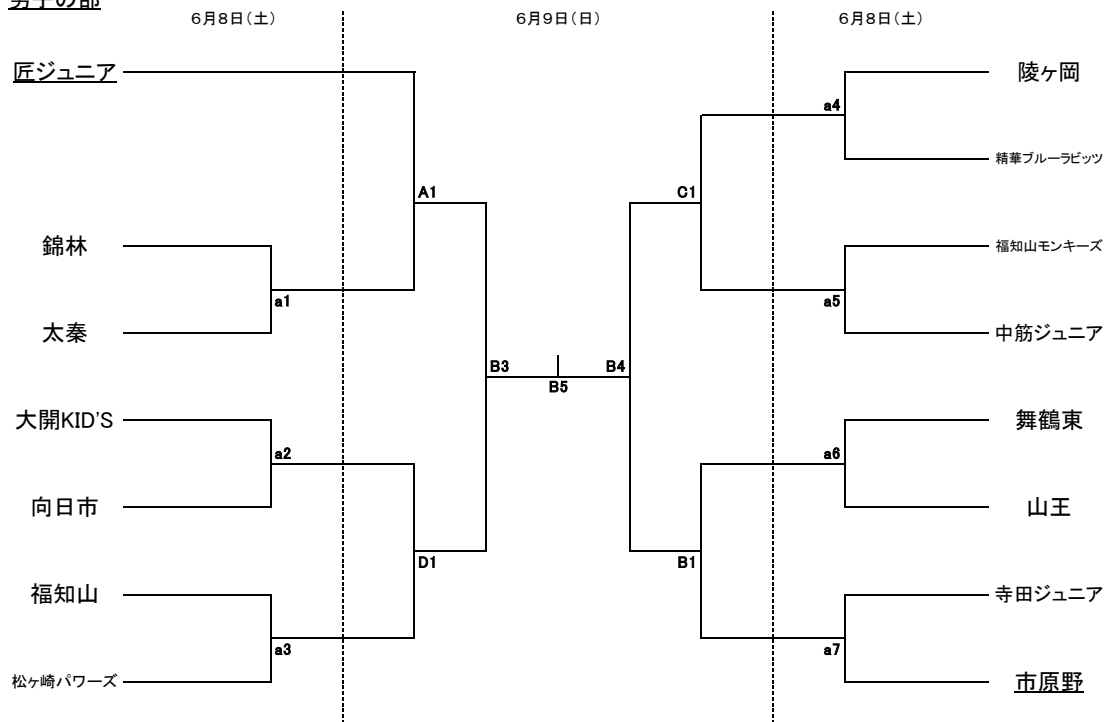 男子の部
6月8日(土)
6月9日(日)
6月8日(土)
匠ジュニア
陵ヶ岡
a4
精華ブルーラビッツ
A1
C1
錦林
福知山モンキーズ
a1
a5
太秦
中筋ジュニア
B3
B4
B5
大開KID'S
舞鶴東
a2
a6
向日市
山王
D1
B1
福知山
寺田ジュニア
a3
a7
松ヶ崎パワーズ
市原野